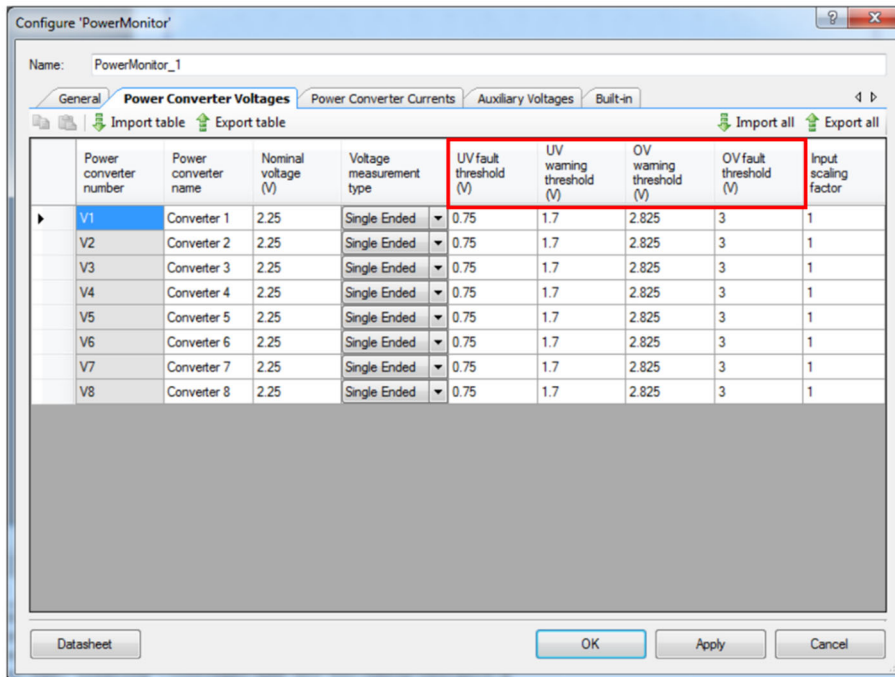 Configure 'PowerMonitor'
Name: PowerMonitor_1
General Power Converter Voltages Power Converter Currents Auxiliary Voltages Built-in
Import table Export table Import all Export all
Power converter number Power converter name Nominal voltage (V) Voltage measurement type UV fault threshold (V) UV warning threshold (V) OV warning threshold (V) OV fault threshold (V) Input scaling factor
V1 Converter 1 2.25 Single Ended 0.75 1.7 2.825 3 1
V2 Converter 2 2.25 Single Ended 0.75 1.7 2.825 3 1
V3 Converter 3 2.25 Single Ended 0.75 1.7 2.825 3 1
V4 Converter 4 2.25 Single Ended 0.75 1.7 2.825 3 1
V5 Converter 5 2.25 Single Ended 0.75 1.7 2.825 3 1
V6 Converter 6 2.25 Single Ended 0.75 1.7 2.825 3 1
V7 Converter 7 2.25 Single Ended 0.75 1.7 2.825 3 1
V8 Converter 8 2.25 Single Ended 0.75 1.7 2.825 3 1
Datasheet OK Apply Cancel